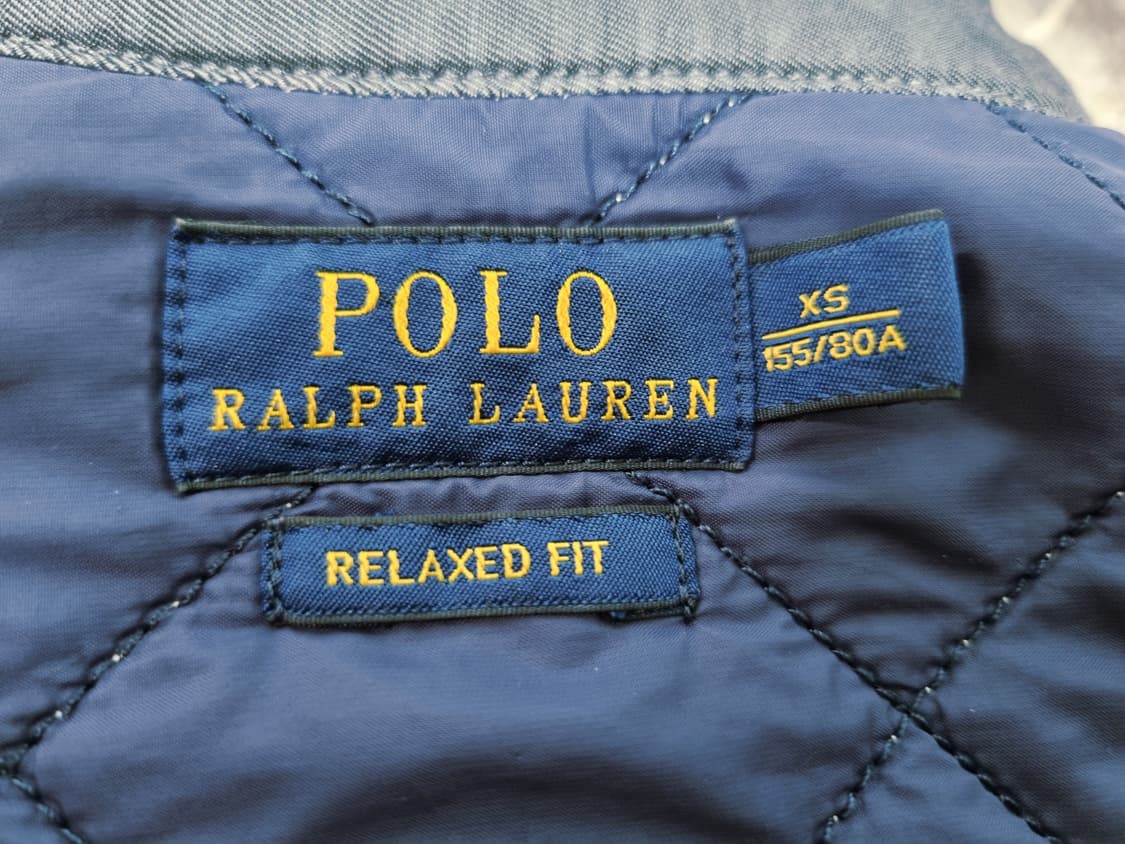 POLO
RALPH LAUREN
XS
155/80A
RELAXED FIT